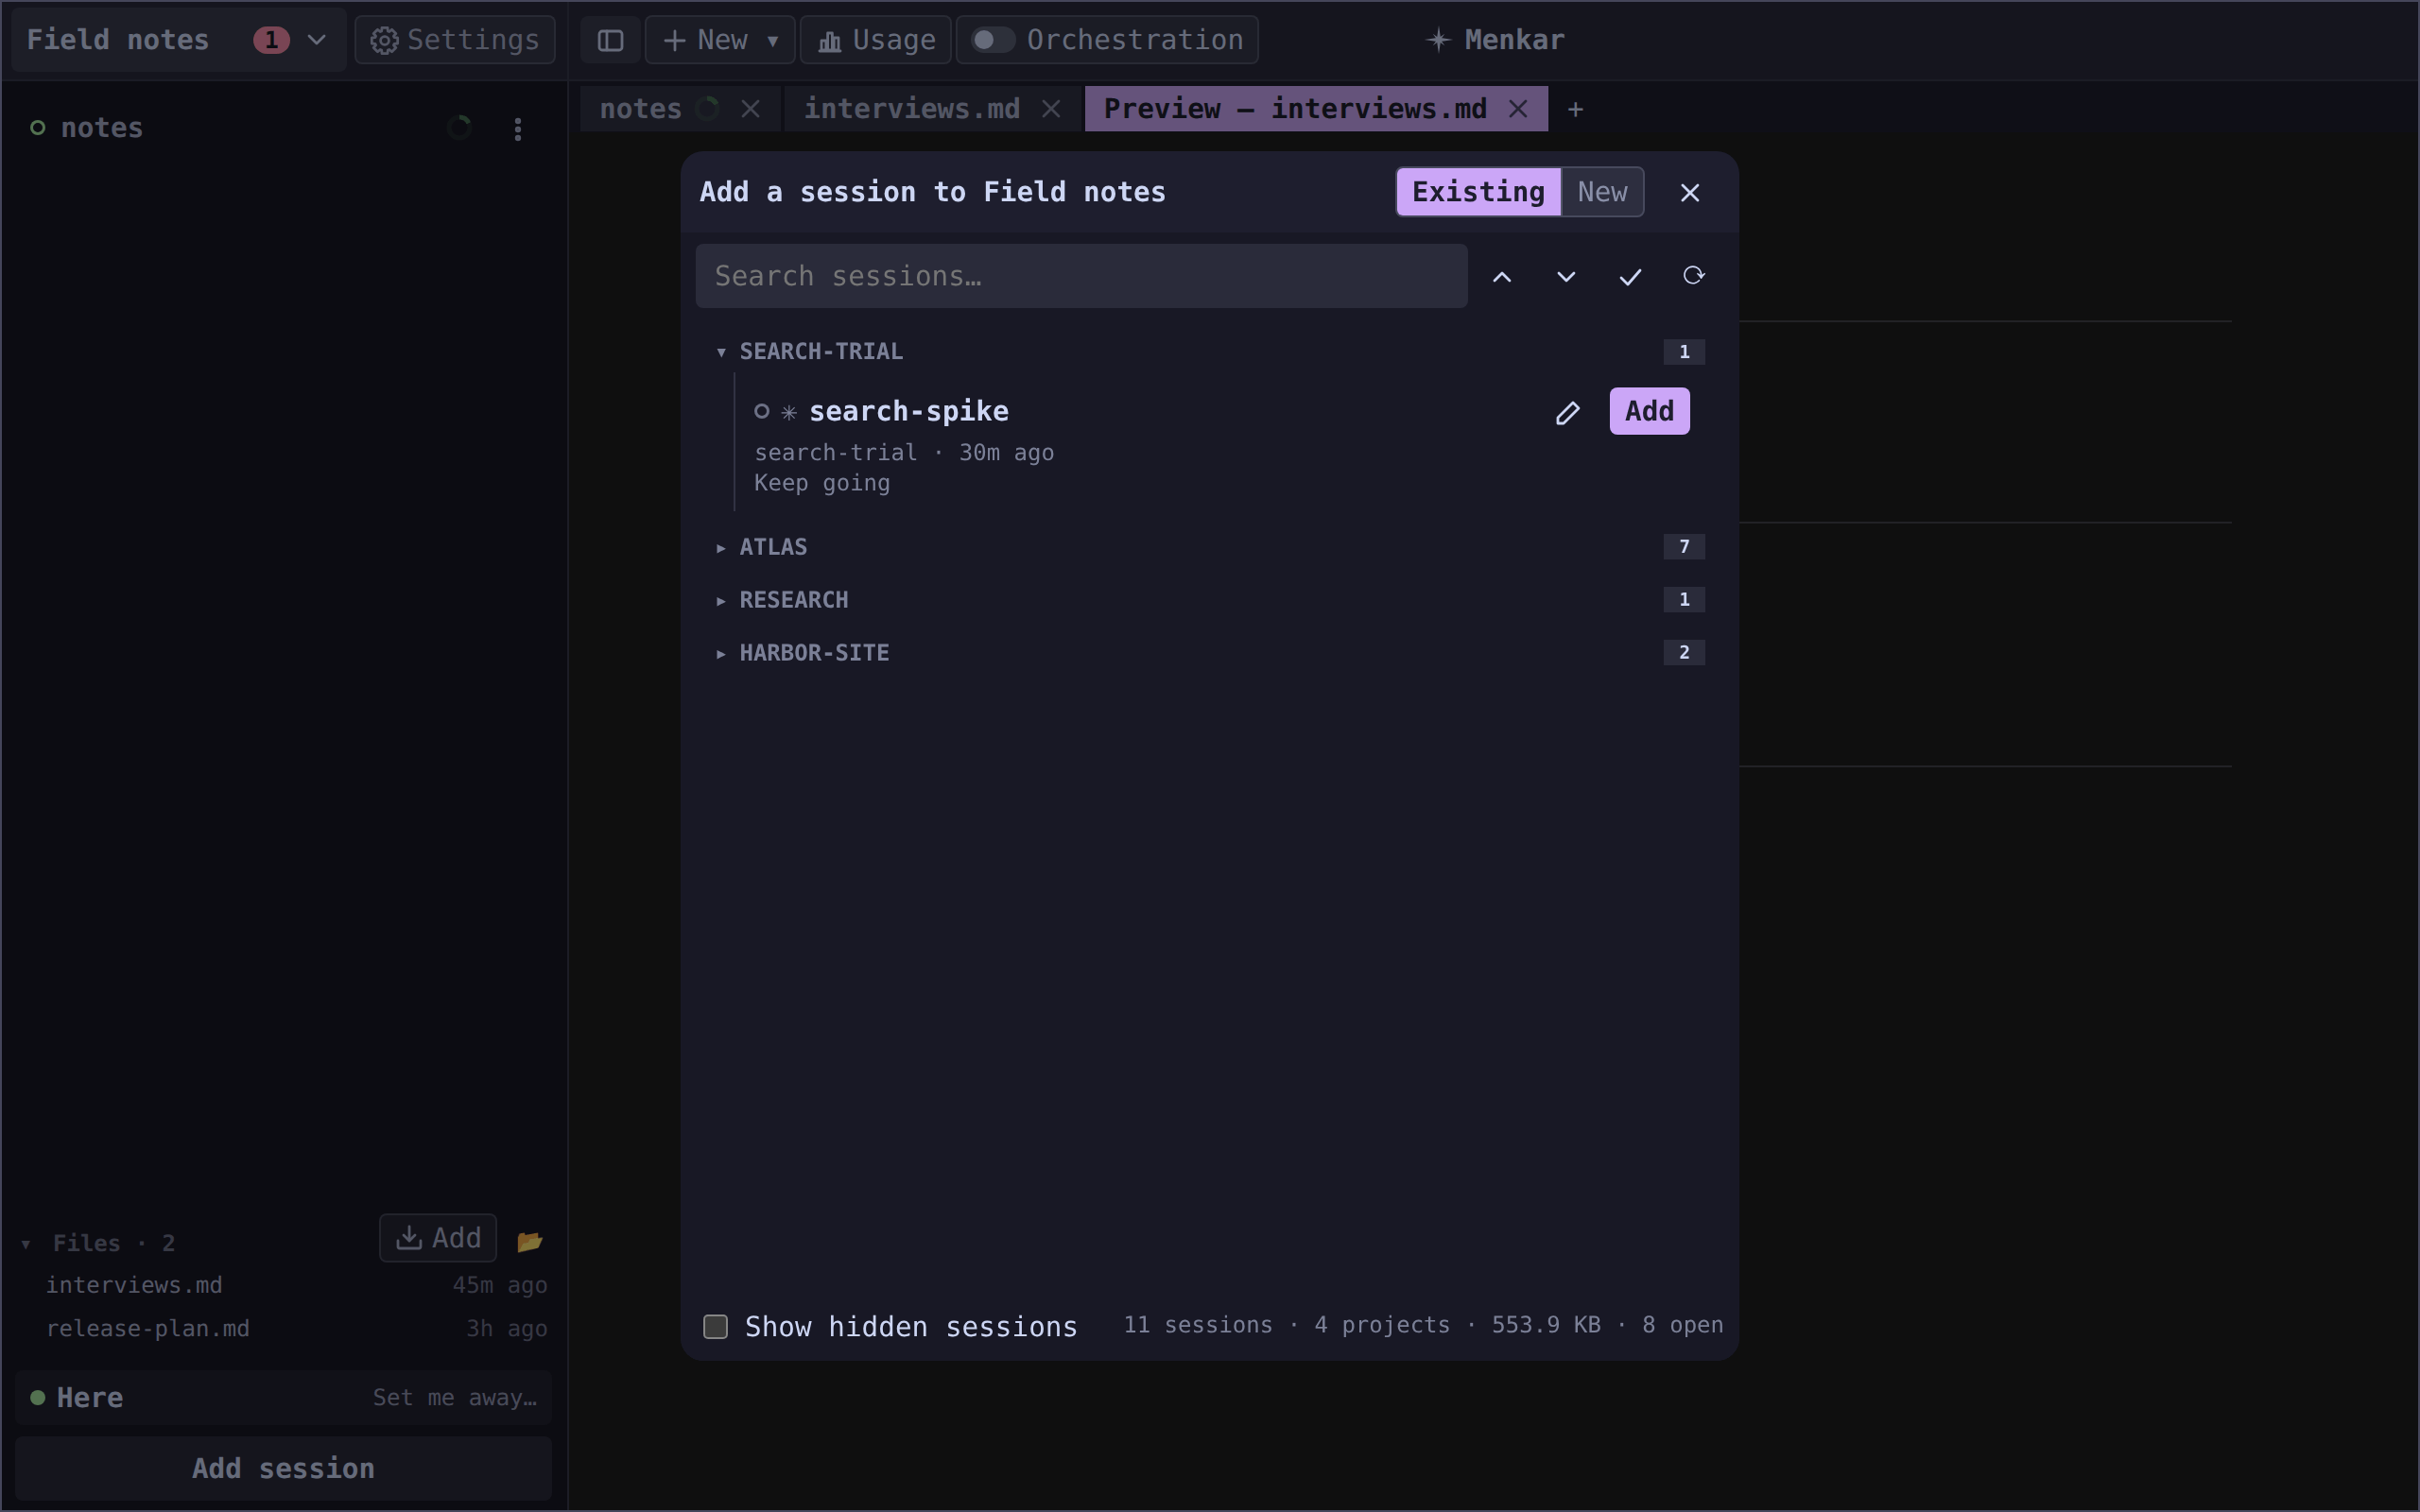 Field notes 1 Settings New Usage Orchestration Menkar
notes interviews.md Preview — interviews.md +
notes
Add a session to Field notes Existing New
Search sessions…
SEARCH-TRIAL 1
search-spike Add
search-trial · 30m ago
Keep going
ATLAS 7
RESEARCH 1
HARBOR-SITE 2
Files · 2 Add
interviews.md 45m ago
release-plan.md 3h ago
Show hidden sessions 11 sessions · 4 projects · 553.9 KB · 8 open
Here Set me away…
Add session